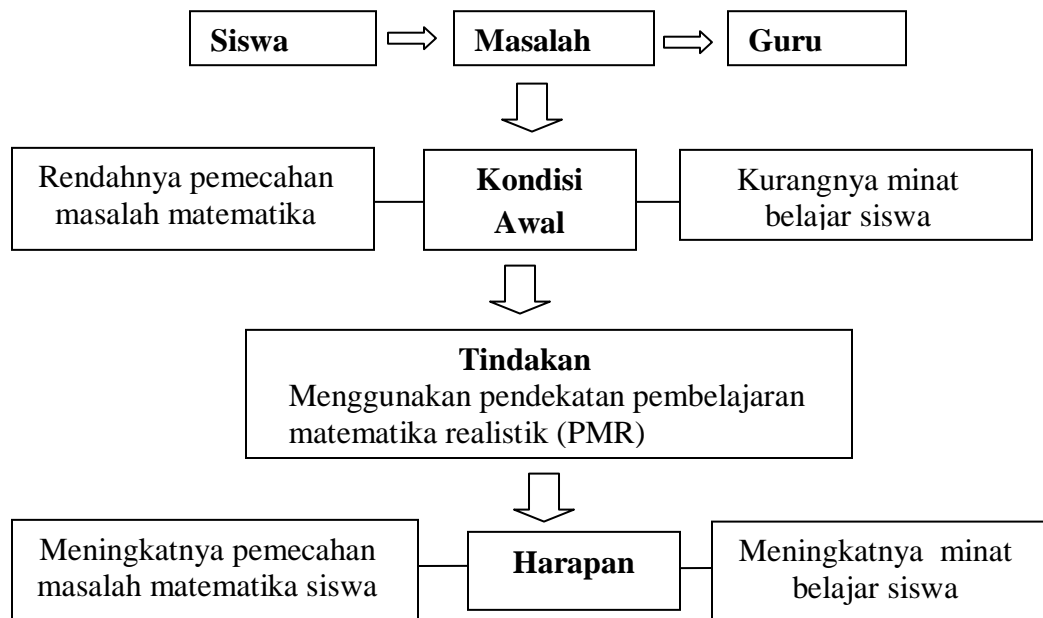 Siswa
Masalah
Guru
Rendahnya pemecahan
masalah matematika
Kondisi
Awal
Kurangnya minat
belajar siswa
Tindakan
Menggunakan pendekatan pembelajaran
matematika realistik (PMR)
Meningkatnya pemecahan
masalah matematika siswa
Harapan
Meningkatnya minat
belajar siswa